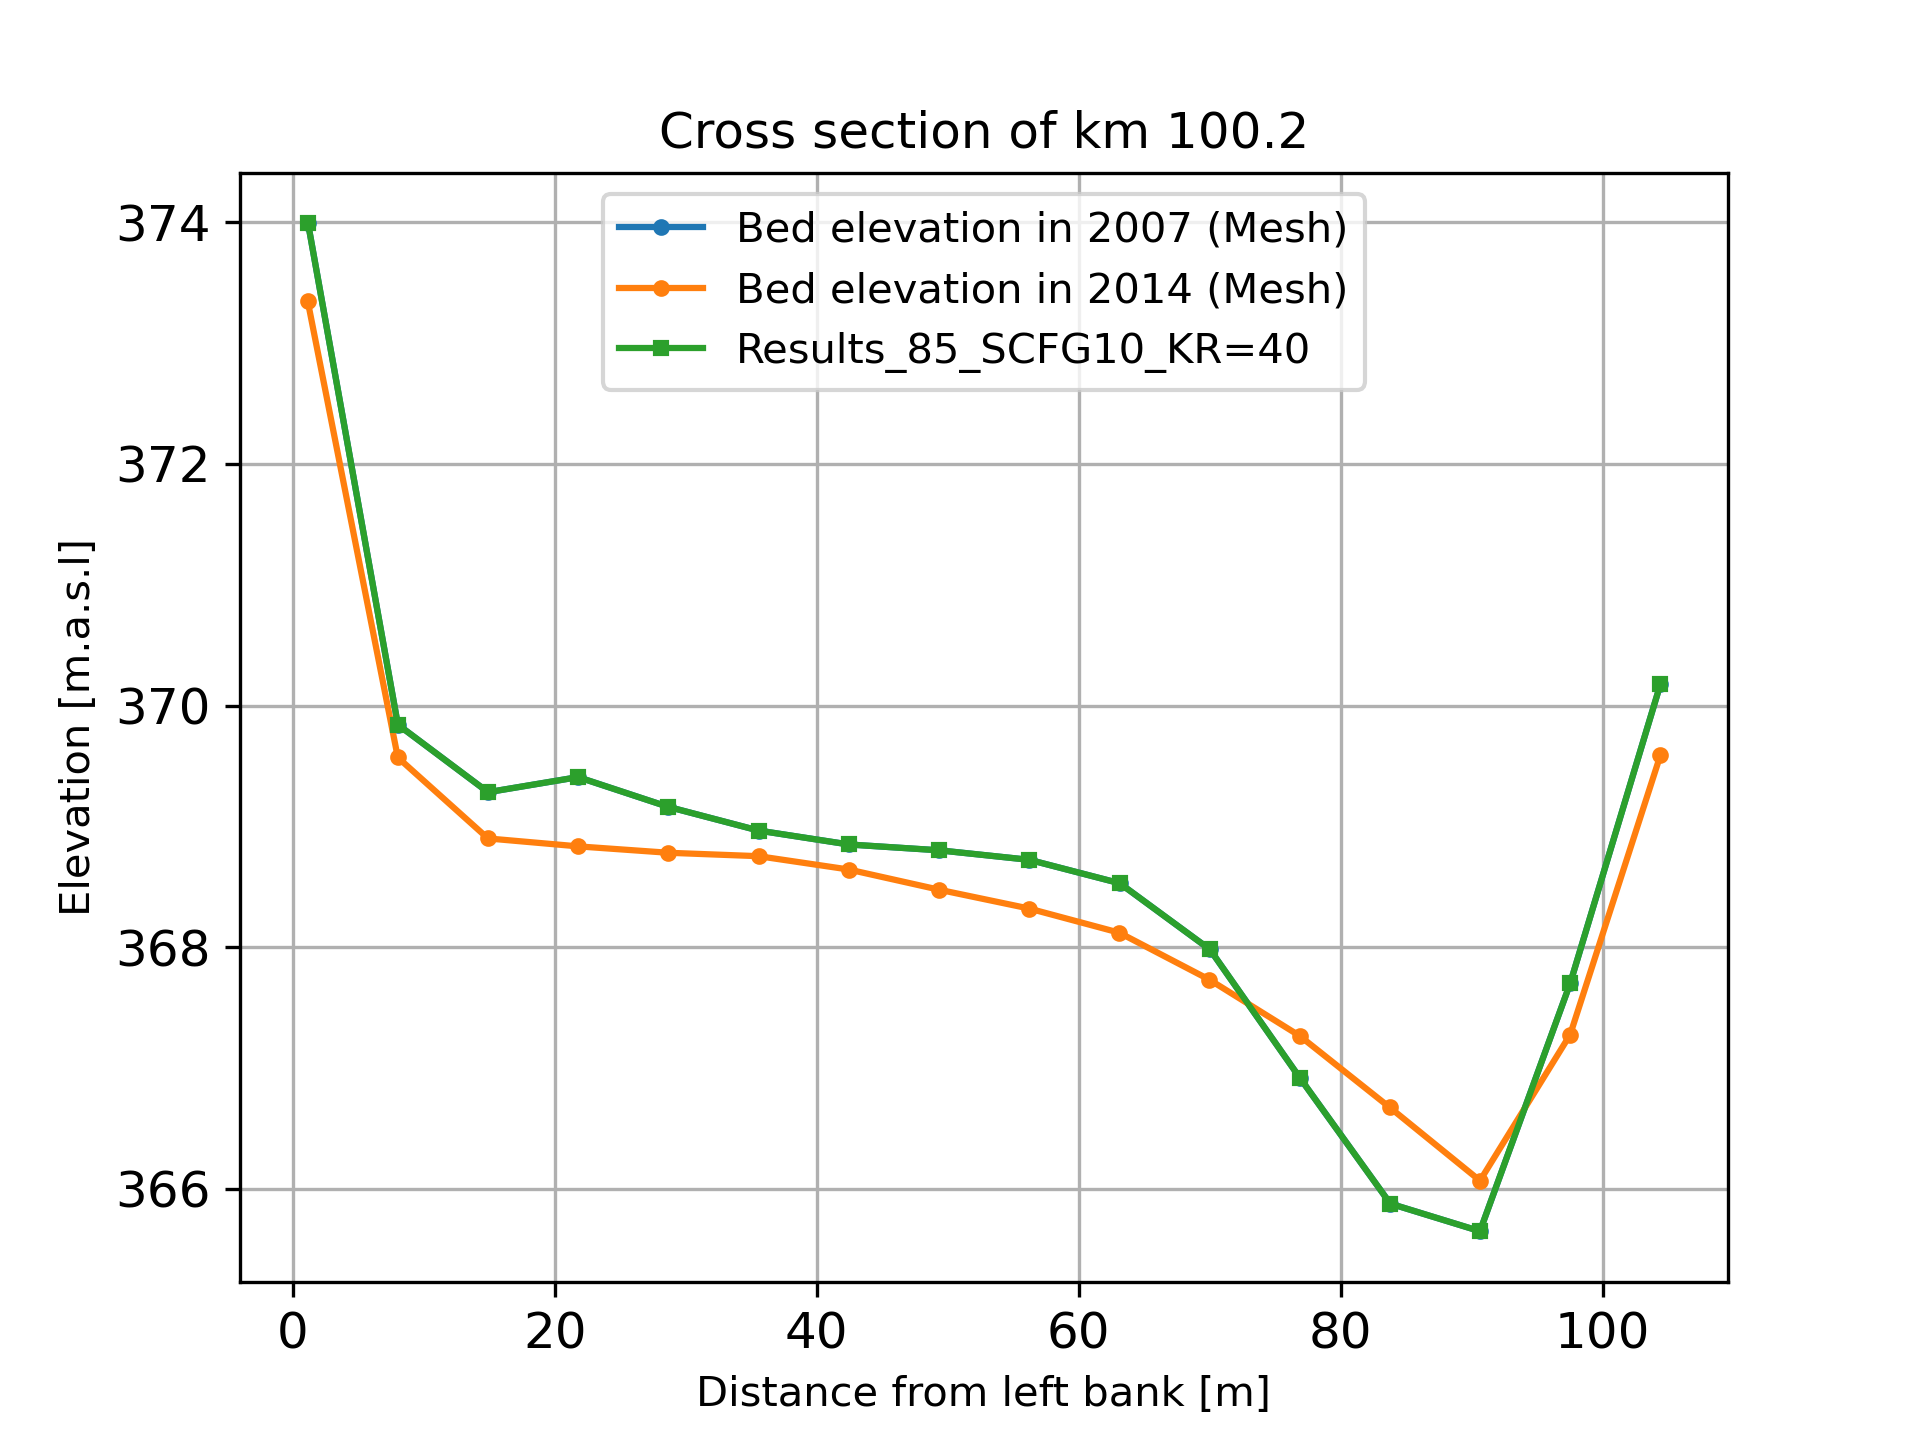 Cross section of km 100.2
Bed elevation in 2007 (Mesh)
Bed elevation in 2014 (Mesh)
Results_85_SCFG10_KR=40
Elevation [m.a.s.l]
374
372
370
368
366
0 20 40 60 80 100
Distance from left bank [m]